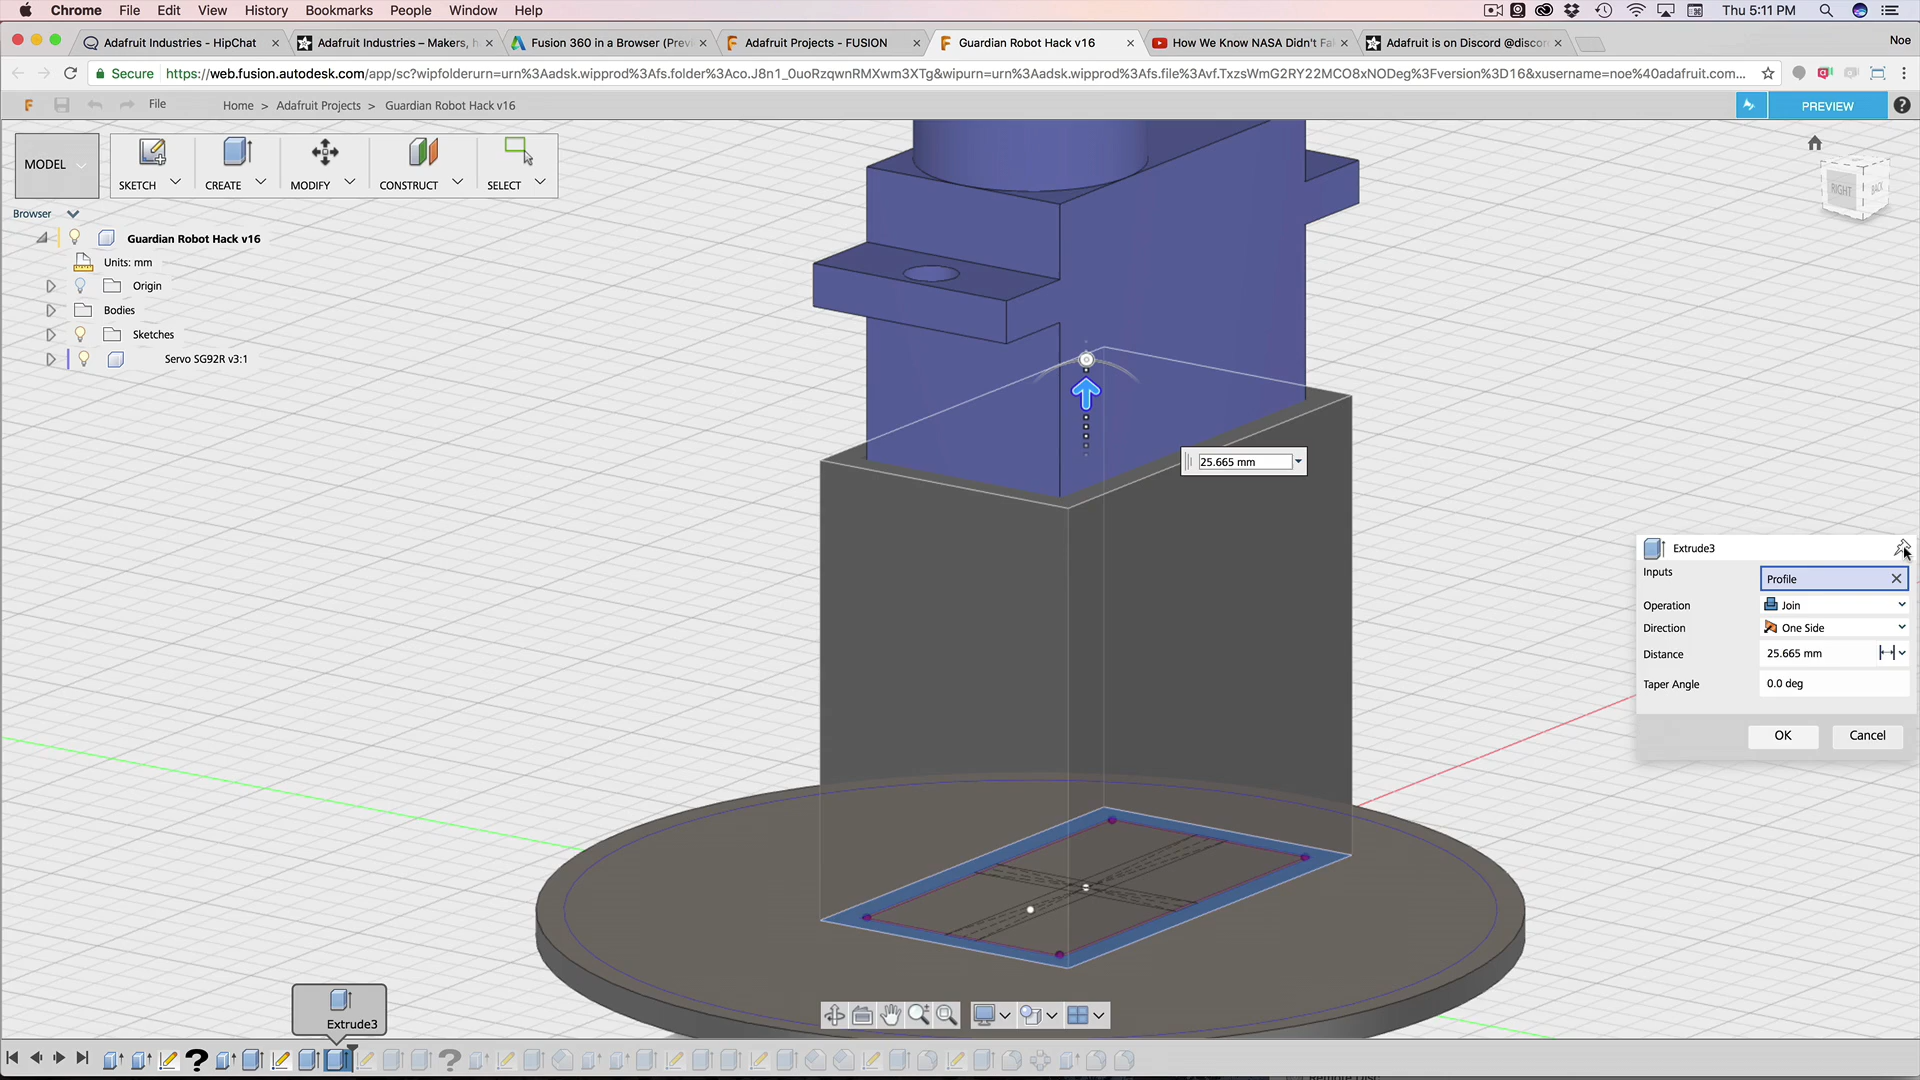 Chrome File Edit View History Bookmarks People Window Help Thu 5:11 PM
Adafruit Industries - HipChat Adafruit Industries – Makers, h Fusion 360 in a Browser (Prev Adafruit Projects - FUSION Guardian Robot Hack v16 How We Know NASA Didn't Fa Adafruit is on Discord @discor Noe
Secure https://web.fusion.autodesk.com/app/sc?wipfolderurn=urn%3Aadsk.wipprod%3Afs.folder%3Aco.J8n1_0uoRzqwnRMXwm3XTg&wipurn=urn%3Aadsk.wipprod%3Afs.file%3Avf.TxzsWmG2RY22MCO8xNODeg%3Fversion%3D16&xusername=noe%40adafruit.com...
File Home > Adafruit Projects > Guardian Robot Hack v16 PREVIEW ?
MODEL
SKETCH CREATE MODIFY CONSTRUCT SELECT
RIGHT BACK
Browser
Guardian Robot Hack v16
Units: mm
Origin
Bodies
Sketches
Servo SG92R v3:1
25.665 mm
Extrude3
Inputs Profile
Operation Join
Direction One Side
Distance 25.665 mm
Taper Angle 0.0 deg
OK Cancel
Extrude3